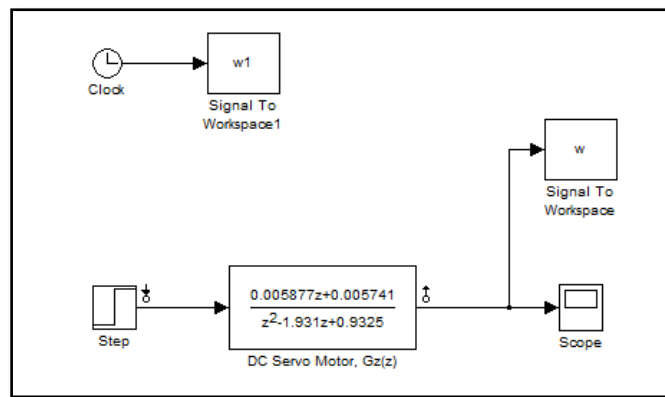 w1
Clock
Signal To
Workspace1
w
Signal To
Workspace
0.005877z+0.005741
z2-1.931z+0.9325
Step
DC Servo Motor, Gz(z)
Scope